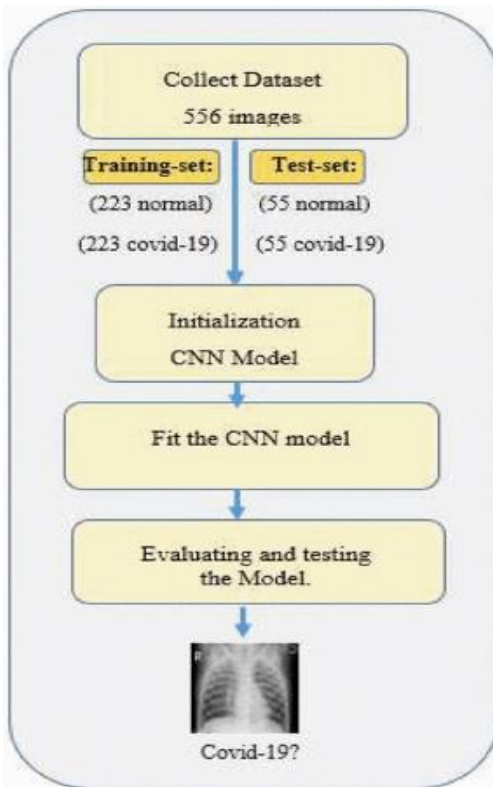 Collect Dataset
556 images
Training-set: Test-set:
(223 normal) (55 normal)
(223 covid-19) (55 covid-19)
Initialization
CNN Model
Fit the CNN model
Evaluating and testing
the Model.
R
Covid-19?